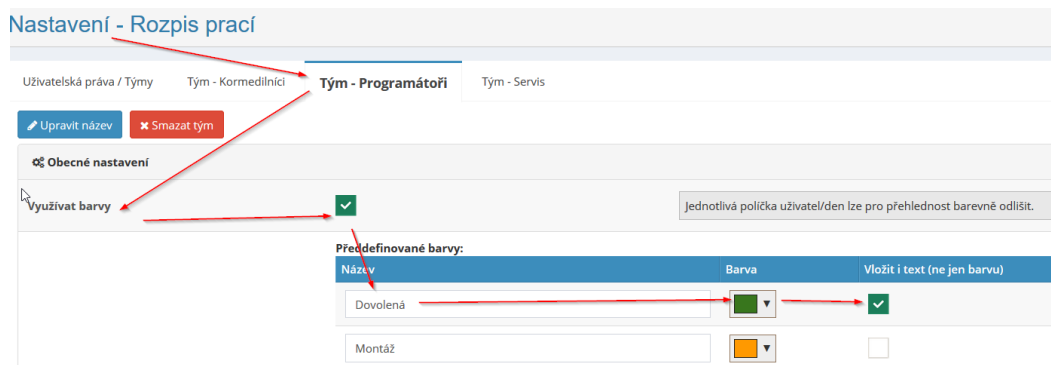 Nastavení - Rozpis prací
Uživatelská práva / Týmy Tým - Kormedilníci Tým - Programátoři Tým - Servis
Upravit název Smazat tým
Obecné nastavení
Využívat barvy Jednotlivá políčka uživatel/den lze pro přehlednost barevně odlišit.
Předdefinované barvy:
Název Barva Vložit i text (ne jen barvu)
Dovolená
Montáž